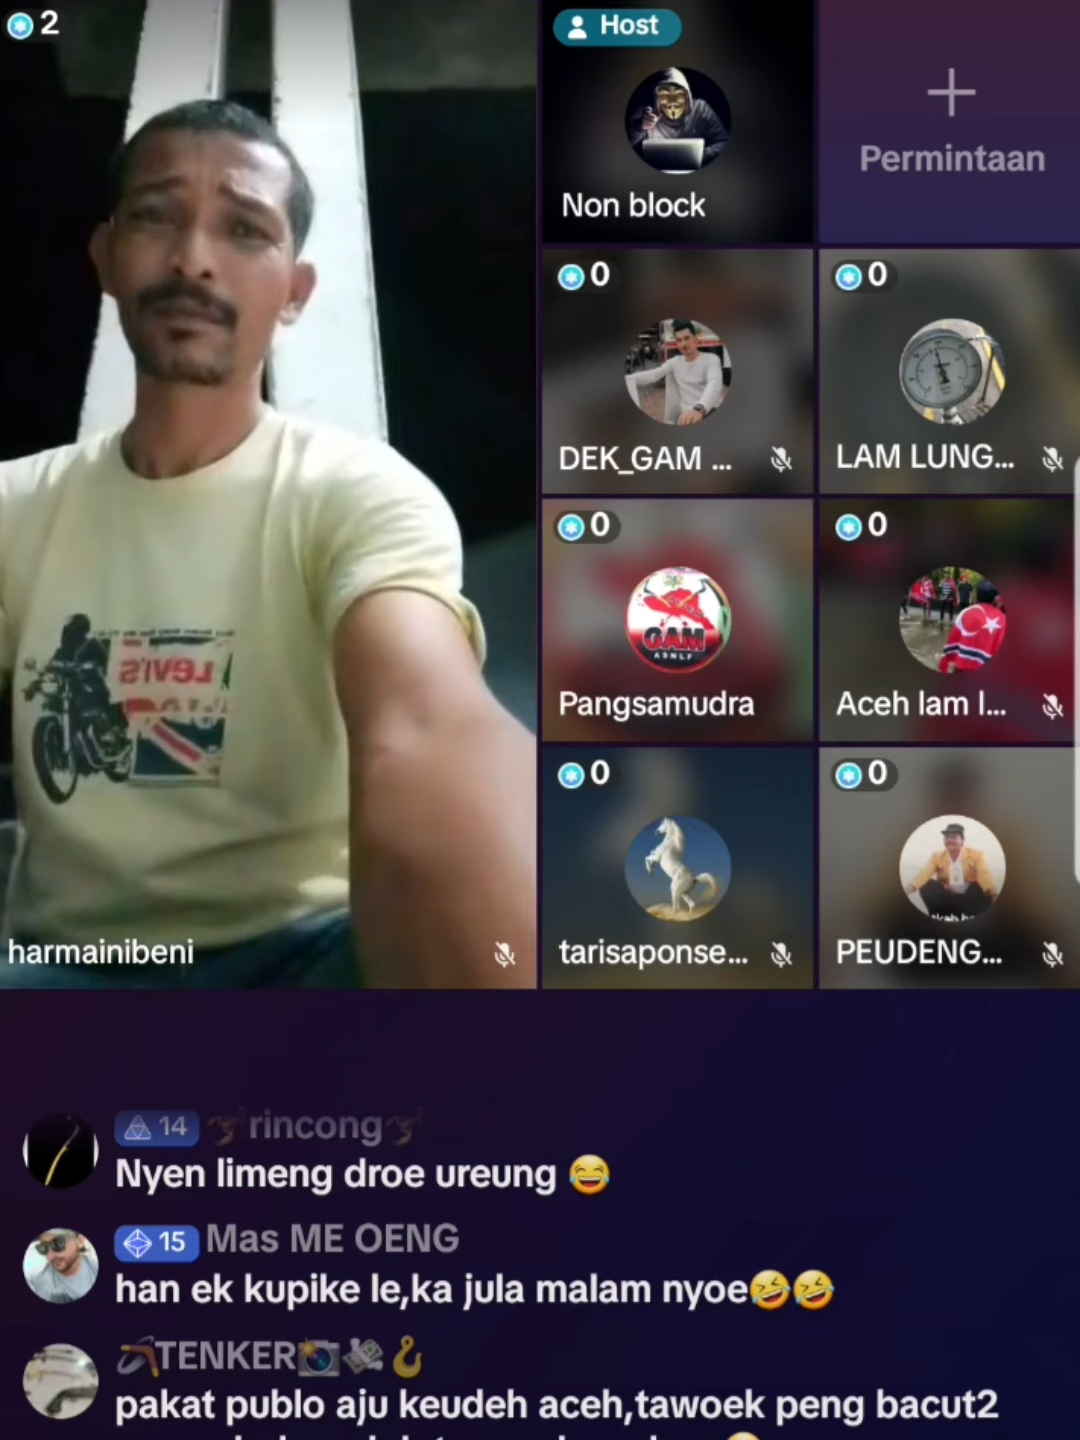 2
Host
Non block
Permintaan
0
DEK_GAM ...
0
LAM LUNG...
LEVI'S
0
GAM
ASNLF
Pangsamudra
0
Aceh lam l...
0
tarisaponse...
0
PEUDENG...
harmainibeni
14 rincong
Nyen limeng droe ureung 😂
15 Mas ME OENG
han ek kupike le,ka jula malam nyoe🤣🤣
🪃TENKER📸💸🪝
pakat publo aju keudeh aceh,tawoek peng bacut2